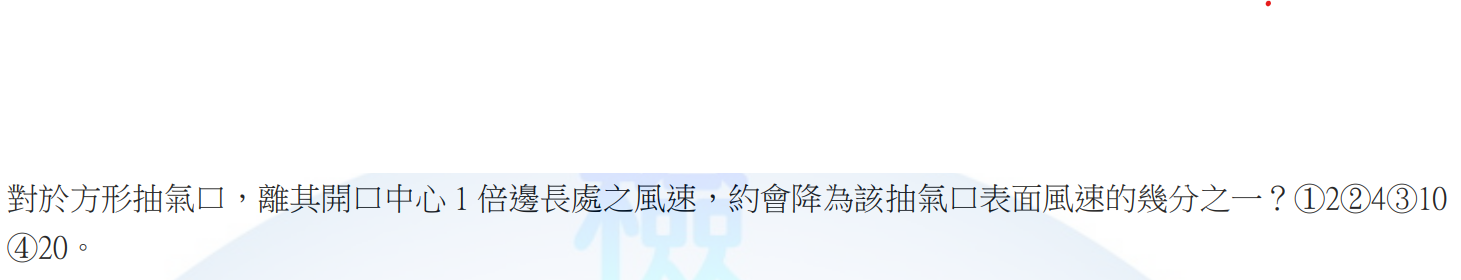 對於方形抽氣口，離其開口中心 1 倍邊長處之風速，約會降為該抽氣口表面風速的幾分之一？①2②4③10
④20。